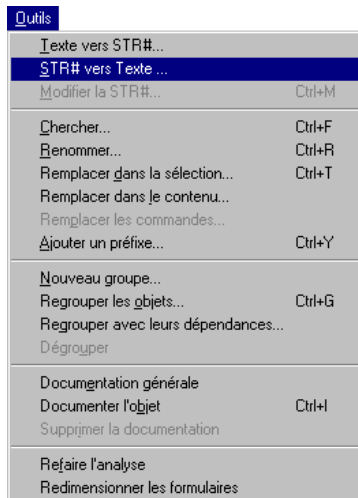 Outils
Texte vers STR#...
STR# vers Texte ...
Modifier la STR#... Ctrl+M
Chercher... Ctrl+F
Renommer... Ctrl+R
Remplacer dans la sélection... Ctrl+T
Remplacer dans le contenu...
Remplacer les commandes...
Ajouter un préfixe... Ctrl+Y
Nouveau groupe...
Regrouper les objets... Ctrl+G
Regrouper avec leurs dépendances...
Dégrouper
Documentation générale
Documenter l'objet Ctrl+I
Supprimer la documentation
Refaire l'analyse
Redimensionner les formulaires